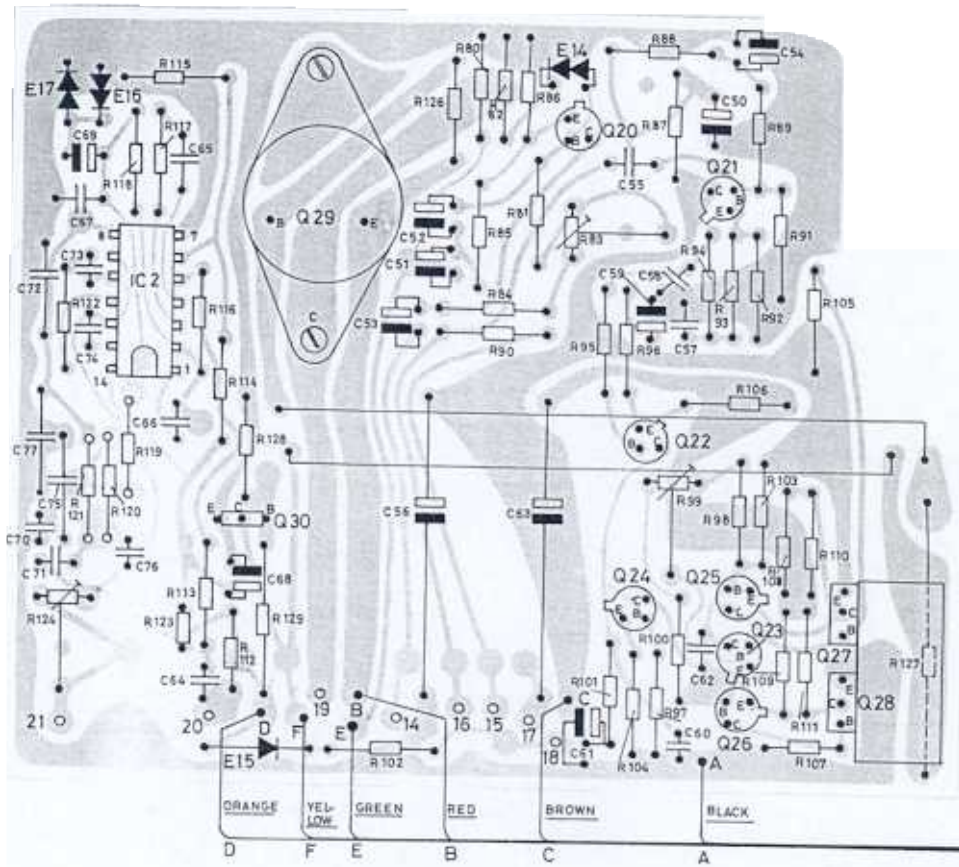 R115
E17
E16
R80
E14
R88
C54
R126
R82
R86
E
B
C
Q20
R87
C50
R89
C69
R118
R117
C65
C55
Q21
C
B
E
C67
Q29
B
E
C52
C51
R85
R81
R83
R91
8
7
C73
IC 2
C72
R122
C74
R116
C53
R84
R90
C59
C58
R94
R95
R96
C57
R93
R92
R105
C
14
1
R114
R106
C77
C66
R119
R128
E
B
C
Q22
C75
R121
R120
E
C
B
Q30
C56
C63
R99
R98
R103
R110
R108
C70
C71
C76
R124
R113
C68
R123
R129
R112
C64
Q24
C
E
B
Q25
B
E
C
R100
C62
Q23
C
B
E
R109
R111
E
C
B
Q27
R127
E
C
B
Q28
21
20
19
D
F
B
E
14
16
15
17
18
R101
C
C61
R104
R97
C60
B
E
C
Q26
R107
A
E15
R102
ORANGE
YEL-
LOW
GREEN
RED
BROWN
BLACK
D
F
E
B
C
A